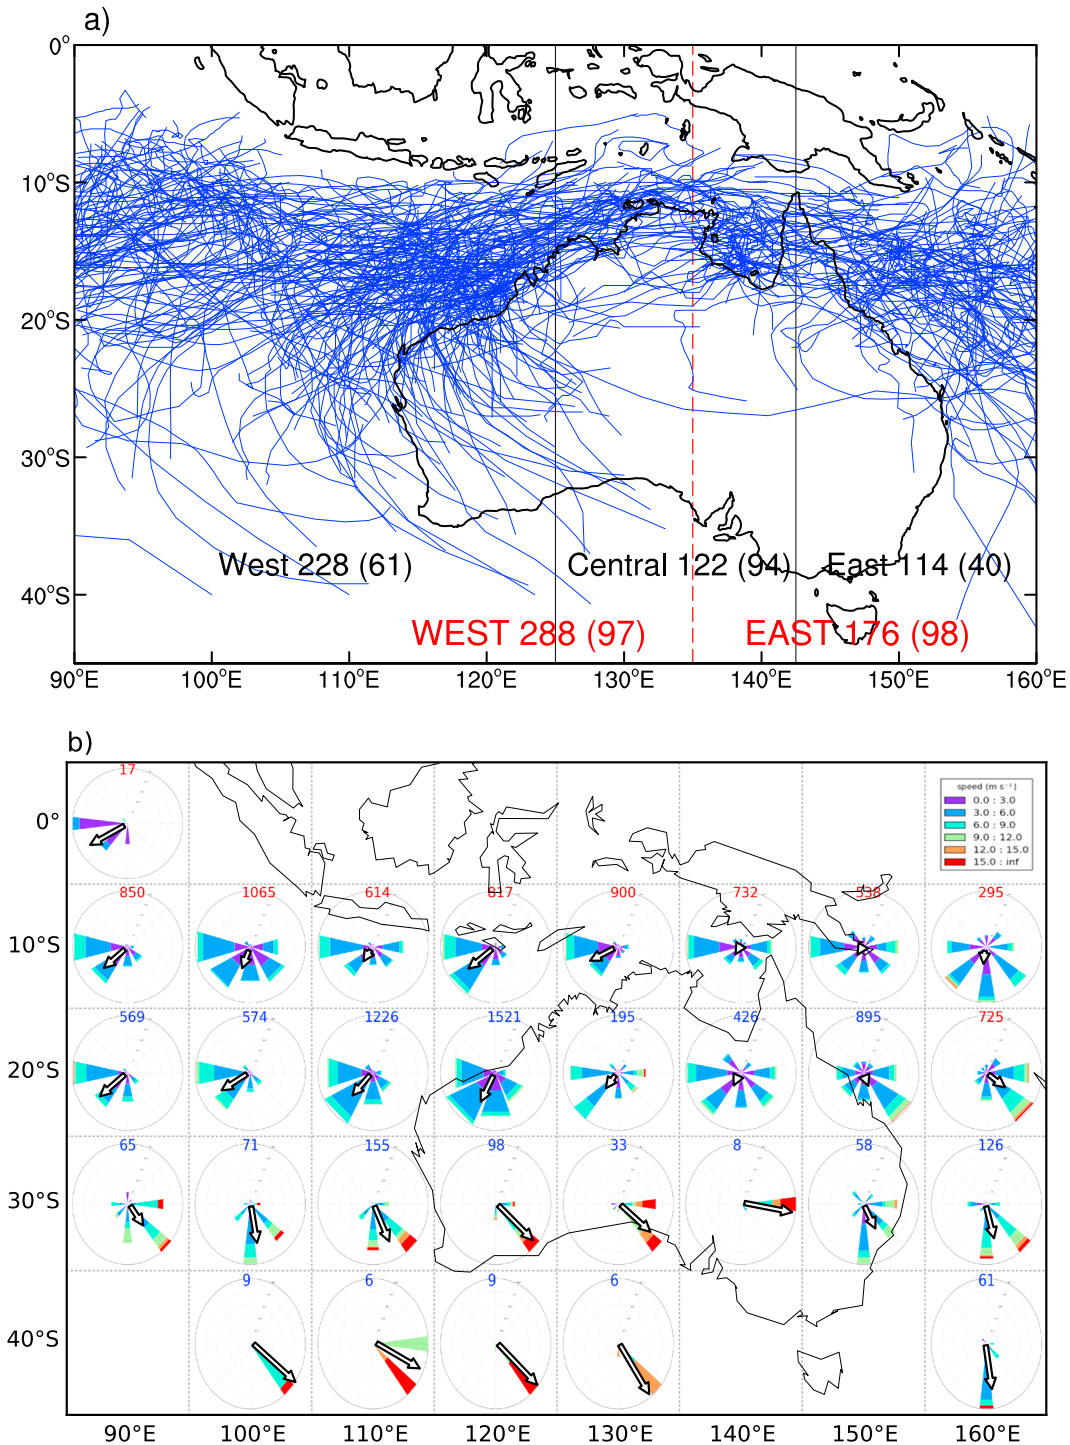 a)
0°
10°S
20°S
30°S
40°S
West 228 (61)
Central 122 (94)
East 114 (40)
WEST 288 (97)
EAST 176 (98)
90°E
100°E
110°E
120°E
130°E
140°E
150°E
160°E
b)
17
speed (m s⁻¹)
0.0 : 3.0
3.0 : 6.0
6.0 : 9.0
9.0 : 12.0
12.0 : 15.0
15.0 : inf
0°
850 1065 614 817 900 732 538 295
10°S
569 574 1226 1521 195 426 895 725
20°S
65 71 155 98 33 8 58 126
30°S
9 6 9 6 61
40°S
90°E 100°E 110°E 120°E 130°E 140°E 150°E 160°E